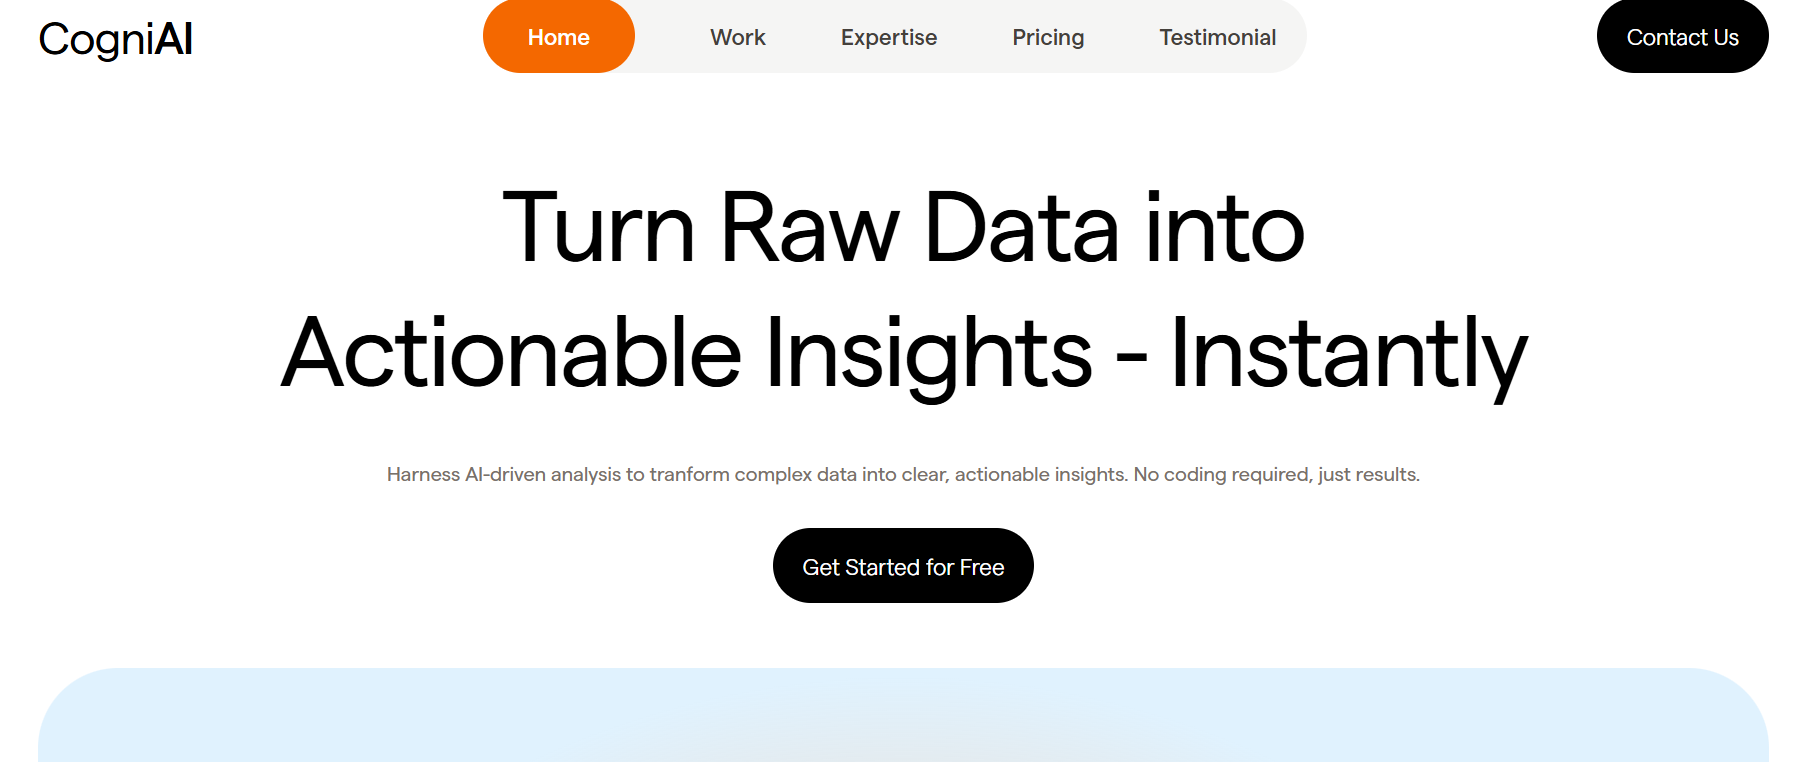 CogniAI
Home Work Expertise Pricing Testimonial
Contact Us
Turn Raw Data into
Actionable Insights - Instantly
Harness AI-driven analysis to tranform complex data into clear, actionable insights. No coding required, just results.
Get Started for Free